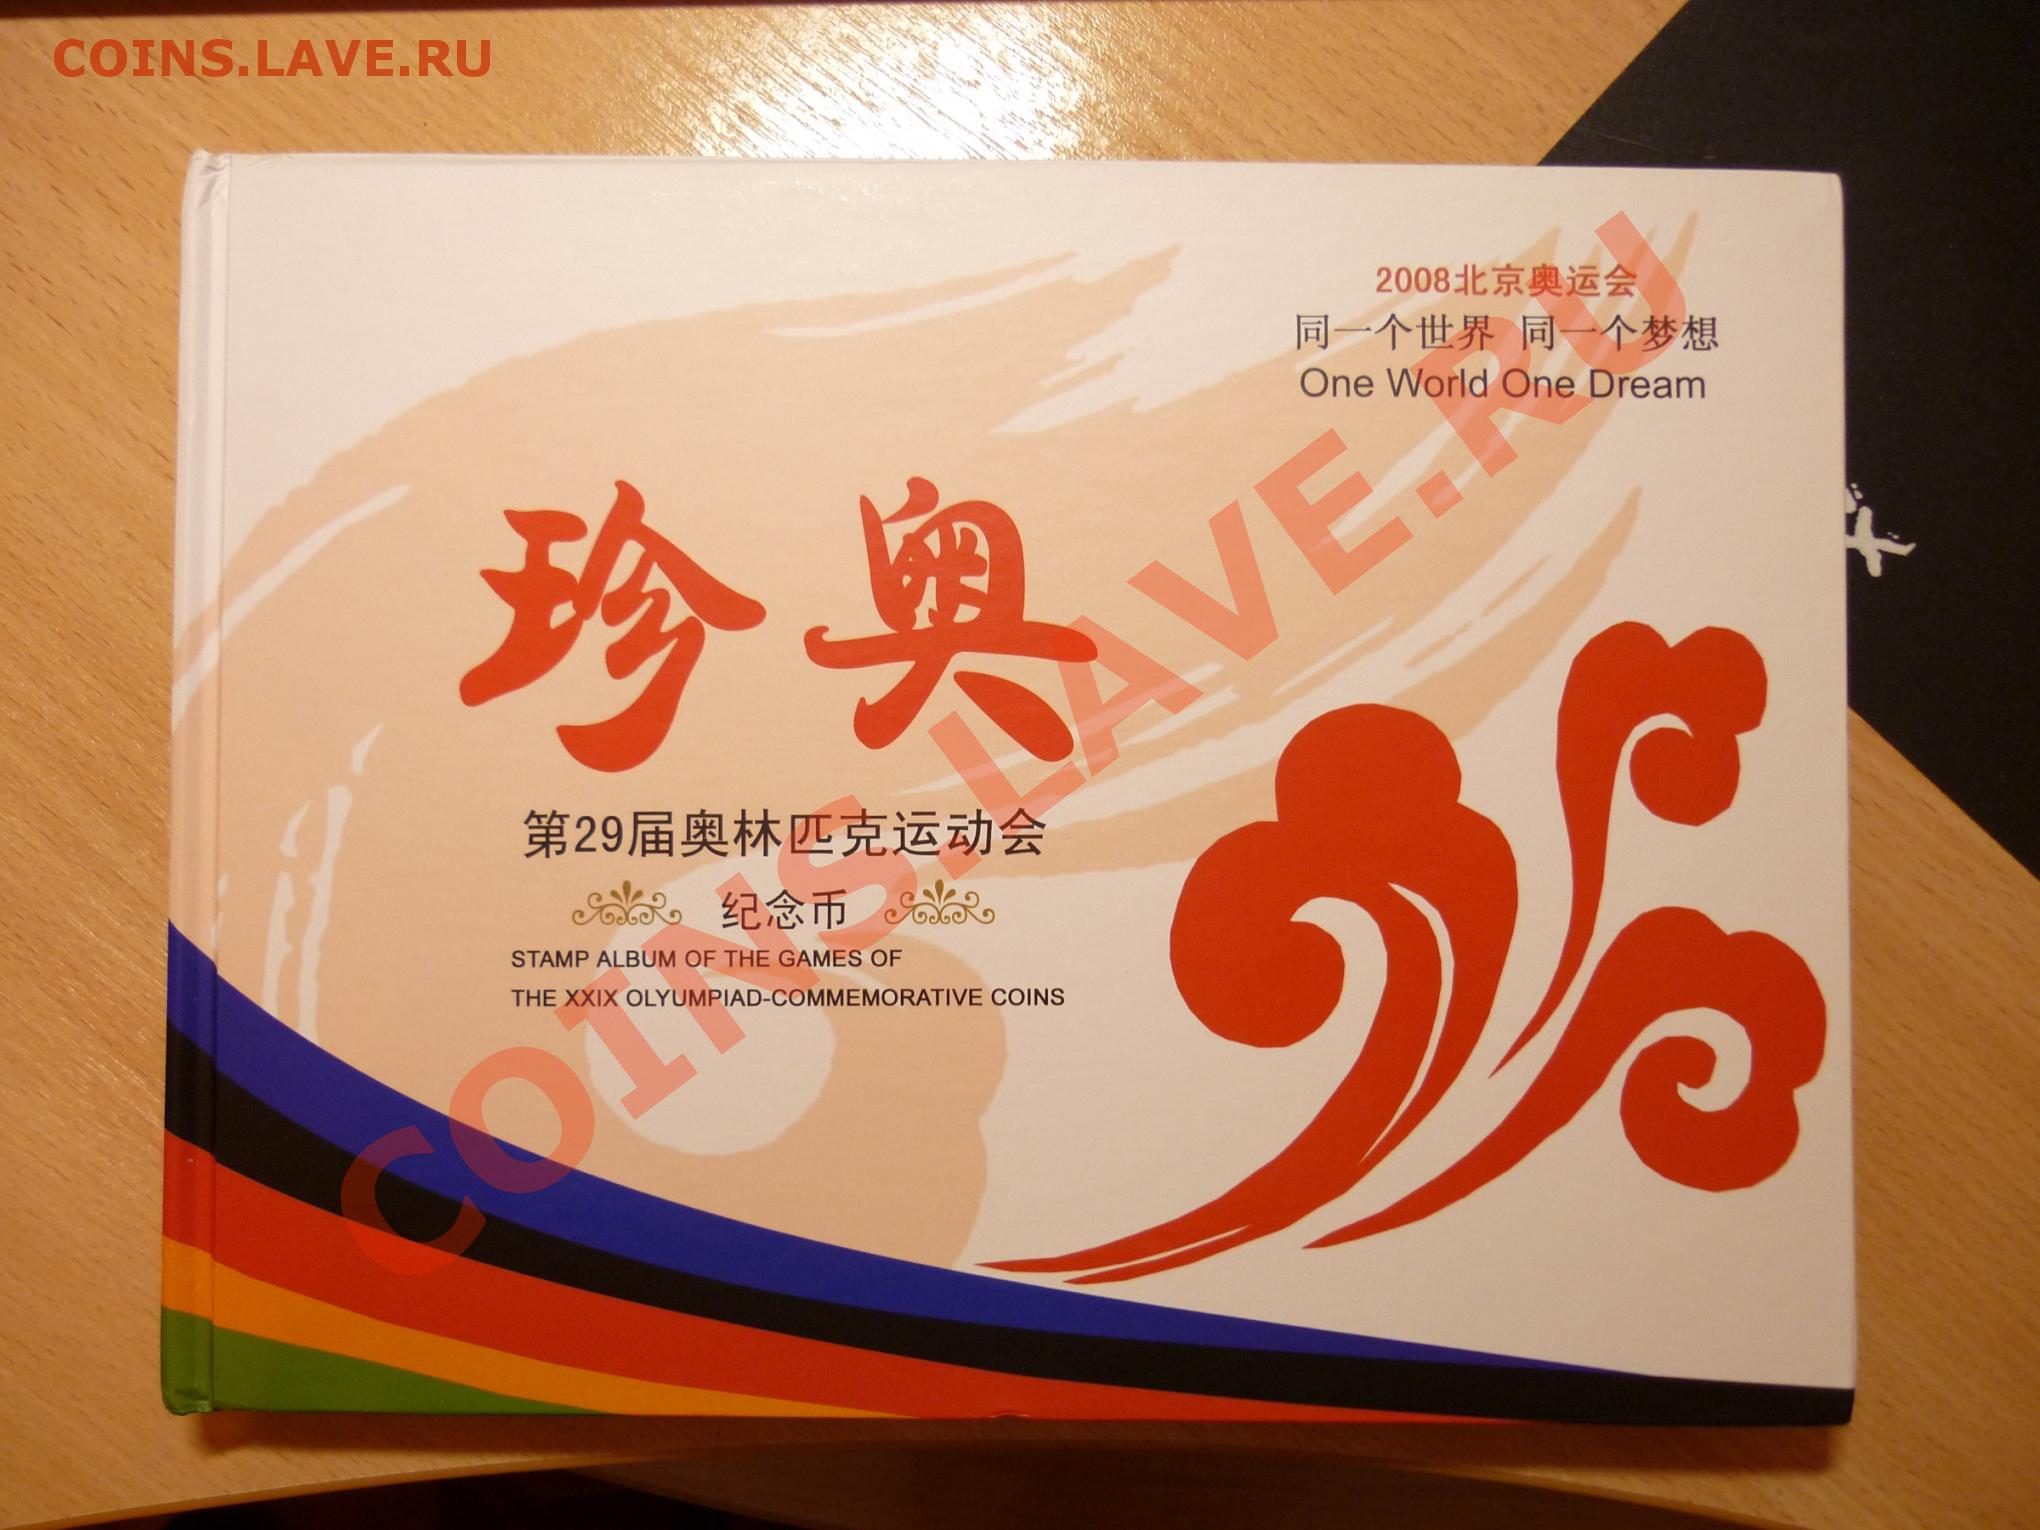 COINS.LAVE.RU
2008北京奥运会
同一个世界 同一个梦想
One World One Dream
珍奥
第29届奥林匹克运动会
纪念币
STAMP ALBUM OF THE GAMES OF
THE XXIX OLYUMPIAD-COMMEMORATIVE COINS
COINS.LAVE.RU